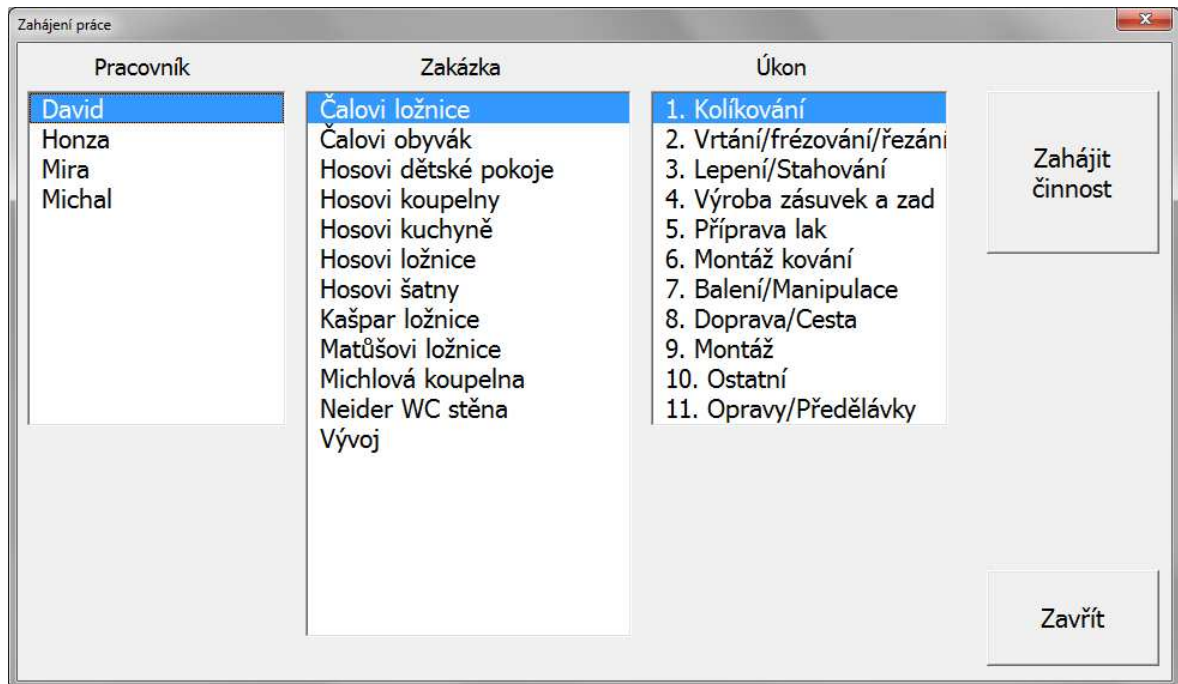 Zahájení práce
Pracovník
David
Honza
Mira
Michal
Zakázka
Čalovi ložnice
Čalovi obyvák
Hosovi dětské pokoje
Hosovi koupelny
Hosovi kuchyně
Hosovi ložnice
Hosovi šatny
Kašpar ložnice
Matůšovi ložnice
Michlová koupelna
Neider WC stěna
Vývoj
Úkon
1. Kolíkování
2. Vrtání/frézování/řezáni
3. Lepení/Stahování
4. Výroba zásuvek a zad
5. Příprava lak
6. Montáž kování
7. Balení/Manipulace
8. Doprava/Cesta
9. Montáž
10. Ostatní
11. Opravy/Předělávky
Zahájit
činnost
Zavřít